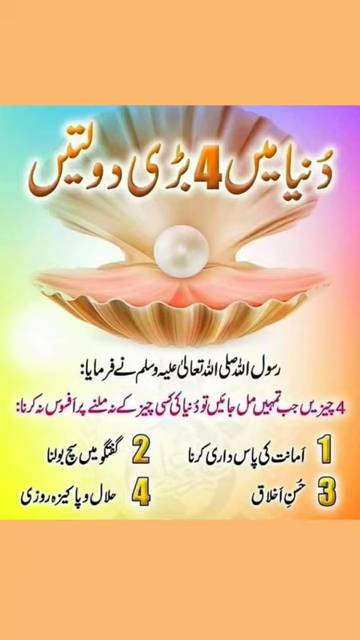 دُنیا میں 4 بڑی دولتیں
رسول اللہ صلی اللہ تعالیٰ علیہ وسلم نے فرمایا:
4 چیزیں جب تمہیں مل جائیں تو دُنیا کی کسی چیز کے نہ ملنے پر افسوس نہ کرنا:
1 اَمانت کی پاس داری کرنا 2 گفتگو میں سچ بولنا
3 حُسنِ اَخلاق 4 حلال و پاکیزہ روزی